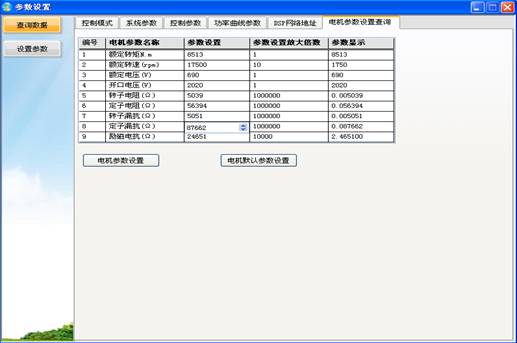 参数设置
查询数据
设置参数
控制模式 系统参数 控制参数 功率曲线参数 DSP网络地址 电机参数设置查询
编号 电机参数名称 参数设置 参数设置放大倍数 参数显示
1 额定转矩N.m 8513 1 8513
2 额定转速(rpm) 17500 10 1750
3 额定电压(V) 690 1 690
4 开口电压(V) 2020 1 2020
5 转子电阻(Ω) 5039 1000000 0.005039
6 定子电阻(Ω) 56394 1000000 0.056394
7 转子漏抗(Ω) 5051 1000000 0.005051
8 定子漏抗(Ω) 87662 1000000 0.087662
9 励磁电抗(Ω) 24651 10000 2.465100
电机参数设置 电机默认参数设置